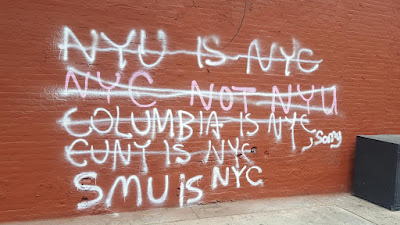 NYU IS NYC
NYC NOT NYU
COLUMBIA IS NYC
Sorry
CUNY IS NYC
SMU IS NYC